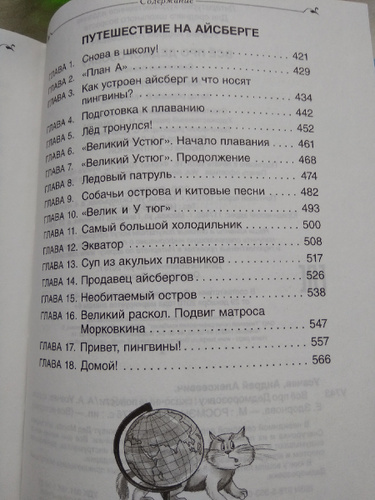 Содержание
ПУТЕШЕСТВИЕ НА АЙСБЕРГЕ
ГЛАВА 1. Снова в школу! 421
ГЛАВА 2. «План А» 429
ГЛАВА 3. Как устроен айсберг и что носят
пингвины? 434
ГЛАВА 4. Подготовка к плаванию 442
ГЛАВА 5. Лёд тронулся! 452
ГЛАВА 6. «Великий Устюг». Начало плавания 461
ГЛАВА 7. «Великий Устюг». Продолжение 468
ГЛАВА 8. Ледовый патруль 474
ГЛАВА 9. Собачьи острова и китовые песни 482
ГЛАВА 10. «Велик и У тюг» 493
ГЛАВА 11. Самый большой холодильник 500
ГЛАВА 12. Экватор 508
ГЛАВА 13. Суп из акульих плавников 517
ГЛАВА 14. Продавец айсбергов 526
ГЛАВА 15. Необитаемый остров 538
ГЛАВА 16. Великий раскол. Подвиг матроса
Морковкина 547
ГЛАВА 17. Привет, пингвины! 557
ГЛАВА 18. Домой! 566